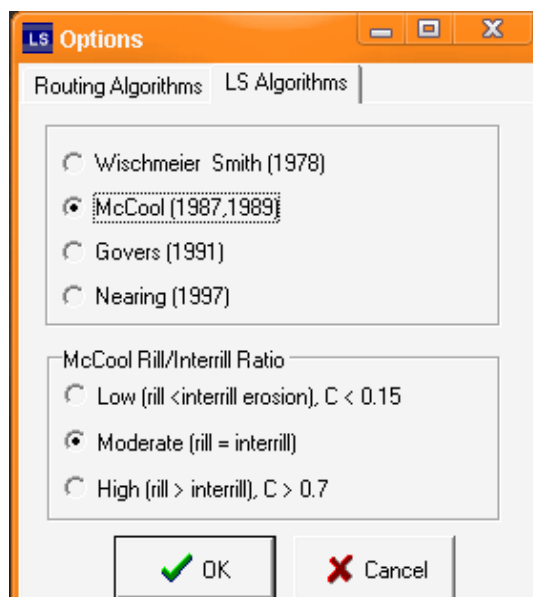 LS Options
Routing Algorithms LS Algorithms
Wischmeier Smith (1978)
McCool (1987,1989)
Govers (1991)
Nearing (1997)
McCool Rill/Interrill Ratio
Low (rill <interrill erosion), C < 0.15
Moderate (rill = interrill)
High (rill > interrill), C > 0.7
OK Cancel